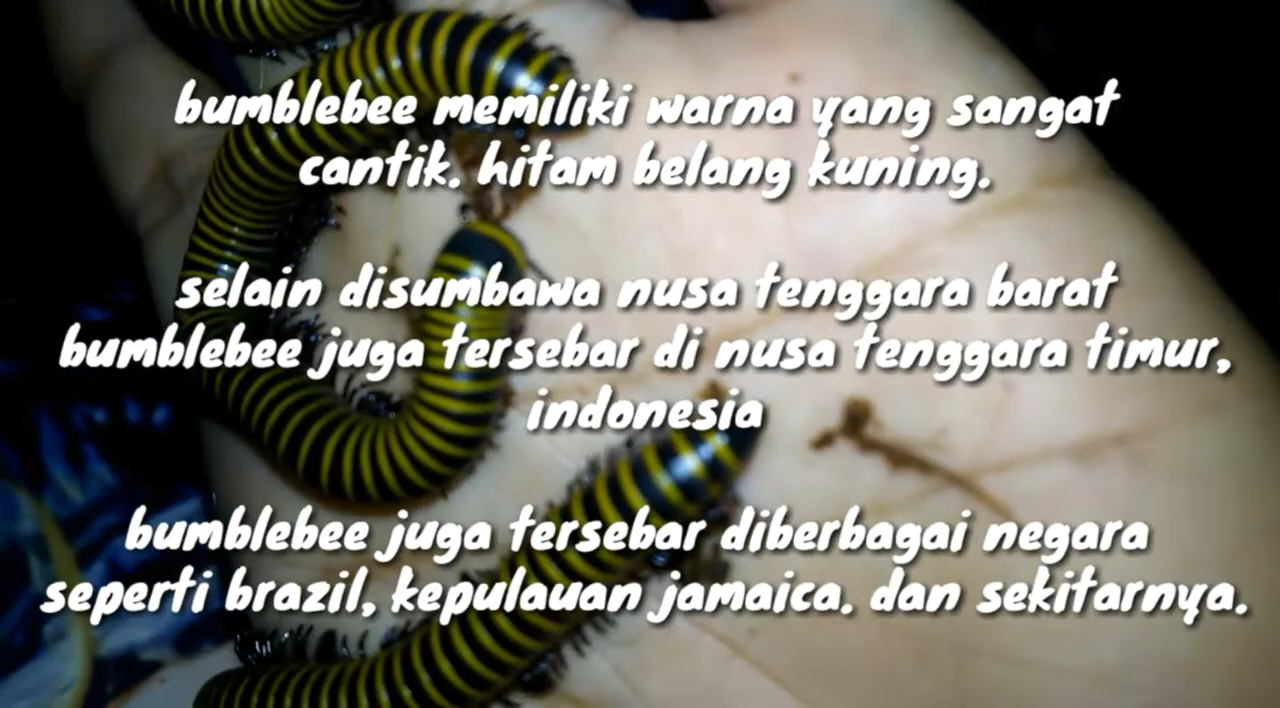 bumblebee memiliki warna yang sangat
cantik. hitam belang kuning.
selain disumbawa nusa tenggara barat
bumblebee juga tersebar di nusa tenggara timur,
indonesia
bumblebee juga tersebar diberbagai negara
seperti brazil, kepulauan jamaica. dan sekitarnya.